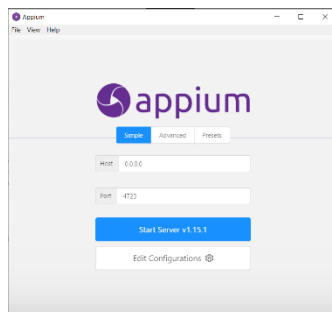 Appium
File View Help
appium
Simple Advanced Presets
Host 0.0.0.0
Port 4723
Start Server v1.15.1
Edit Configurations